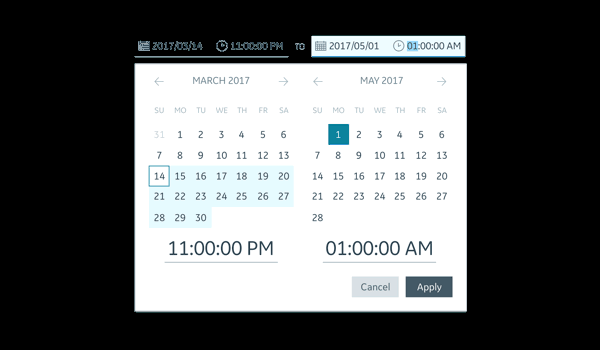 2017/03/14 11:00:00 PM TO 2017/05/01 01:00:00 AM
MARCH 2017 MAY 2017
SU MO TU WE TH FR SA SU MO TU WE TH FR SA
31 1 2 3 4 5 6 1 2 3 4 5 6
7 8 9 10 11 12 13 7 8 9 10 11 12 13
14 15 16 17 18 19 20 14 15 16 17 18 19 20
21 22 23 24 25 26 27 21 22 23 24 25 26 27
28 29 30 28
11:00:00 PM 01:00:00 AM
Cancel Apply